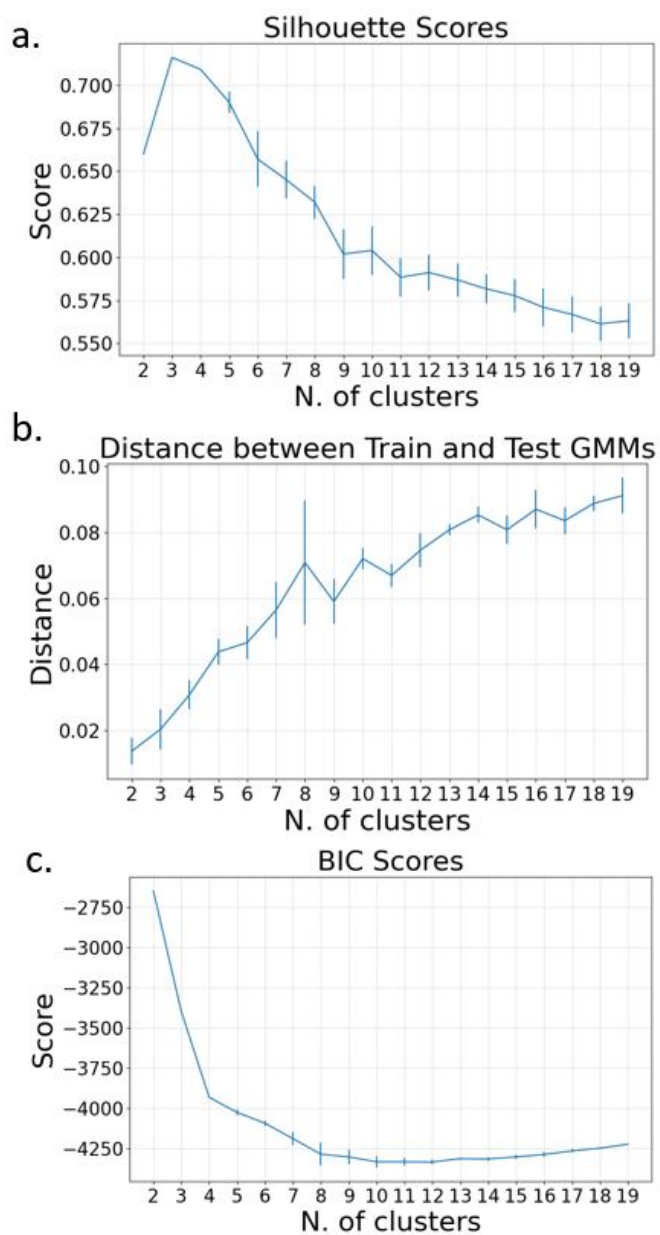 a.
Silhouette Scores
Score
0.700
0.675
0.650
0.625
0.600
0.575
0.550
2 3 4 5 6 7 8 9 10 11 12 13 14 15 16 17 18 19
N. of clusters
b.
Distance between Train and Test GMMs
Distance
0.10
0.08
0.06
0.04
0.02
2 3 4 5 6 7 8 9 10 11 12 13 14 15 16 17 18 19
N. of clusters
c.
BIC Scores
Score
−2750
−3000
−3250
−3500
−3750
−4000
−4250
2 3 4 5 6 7 8 9 10 11 12 13 14 15 16 17 18 19
N. of clusters